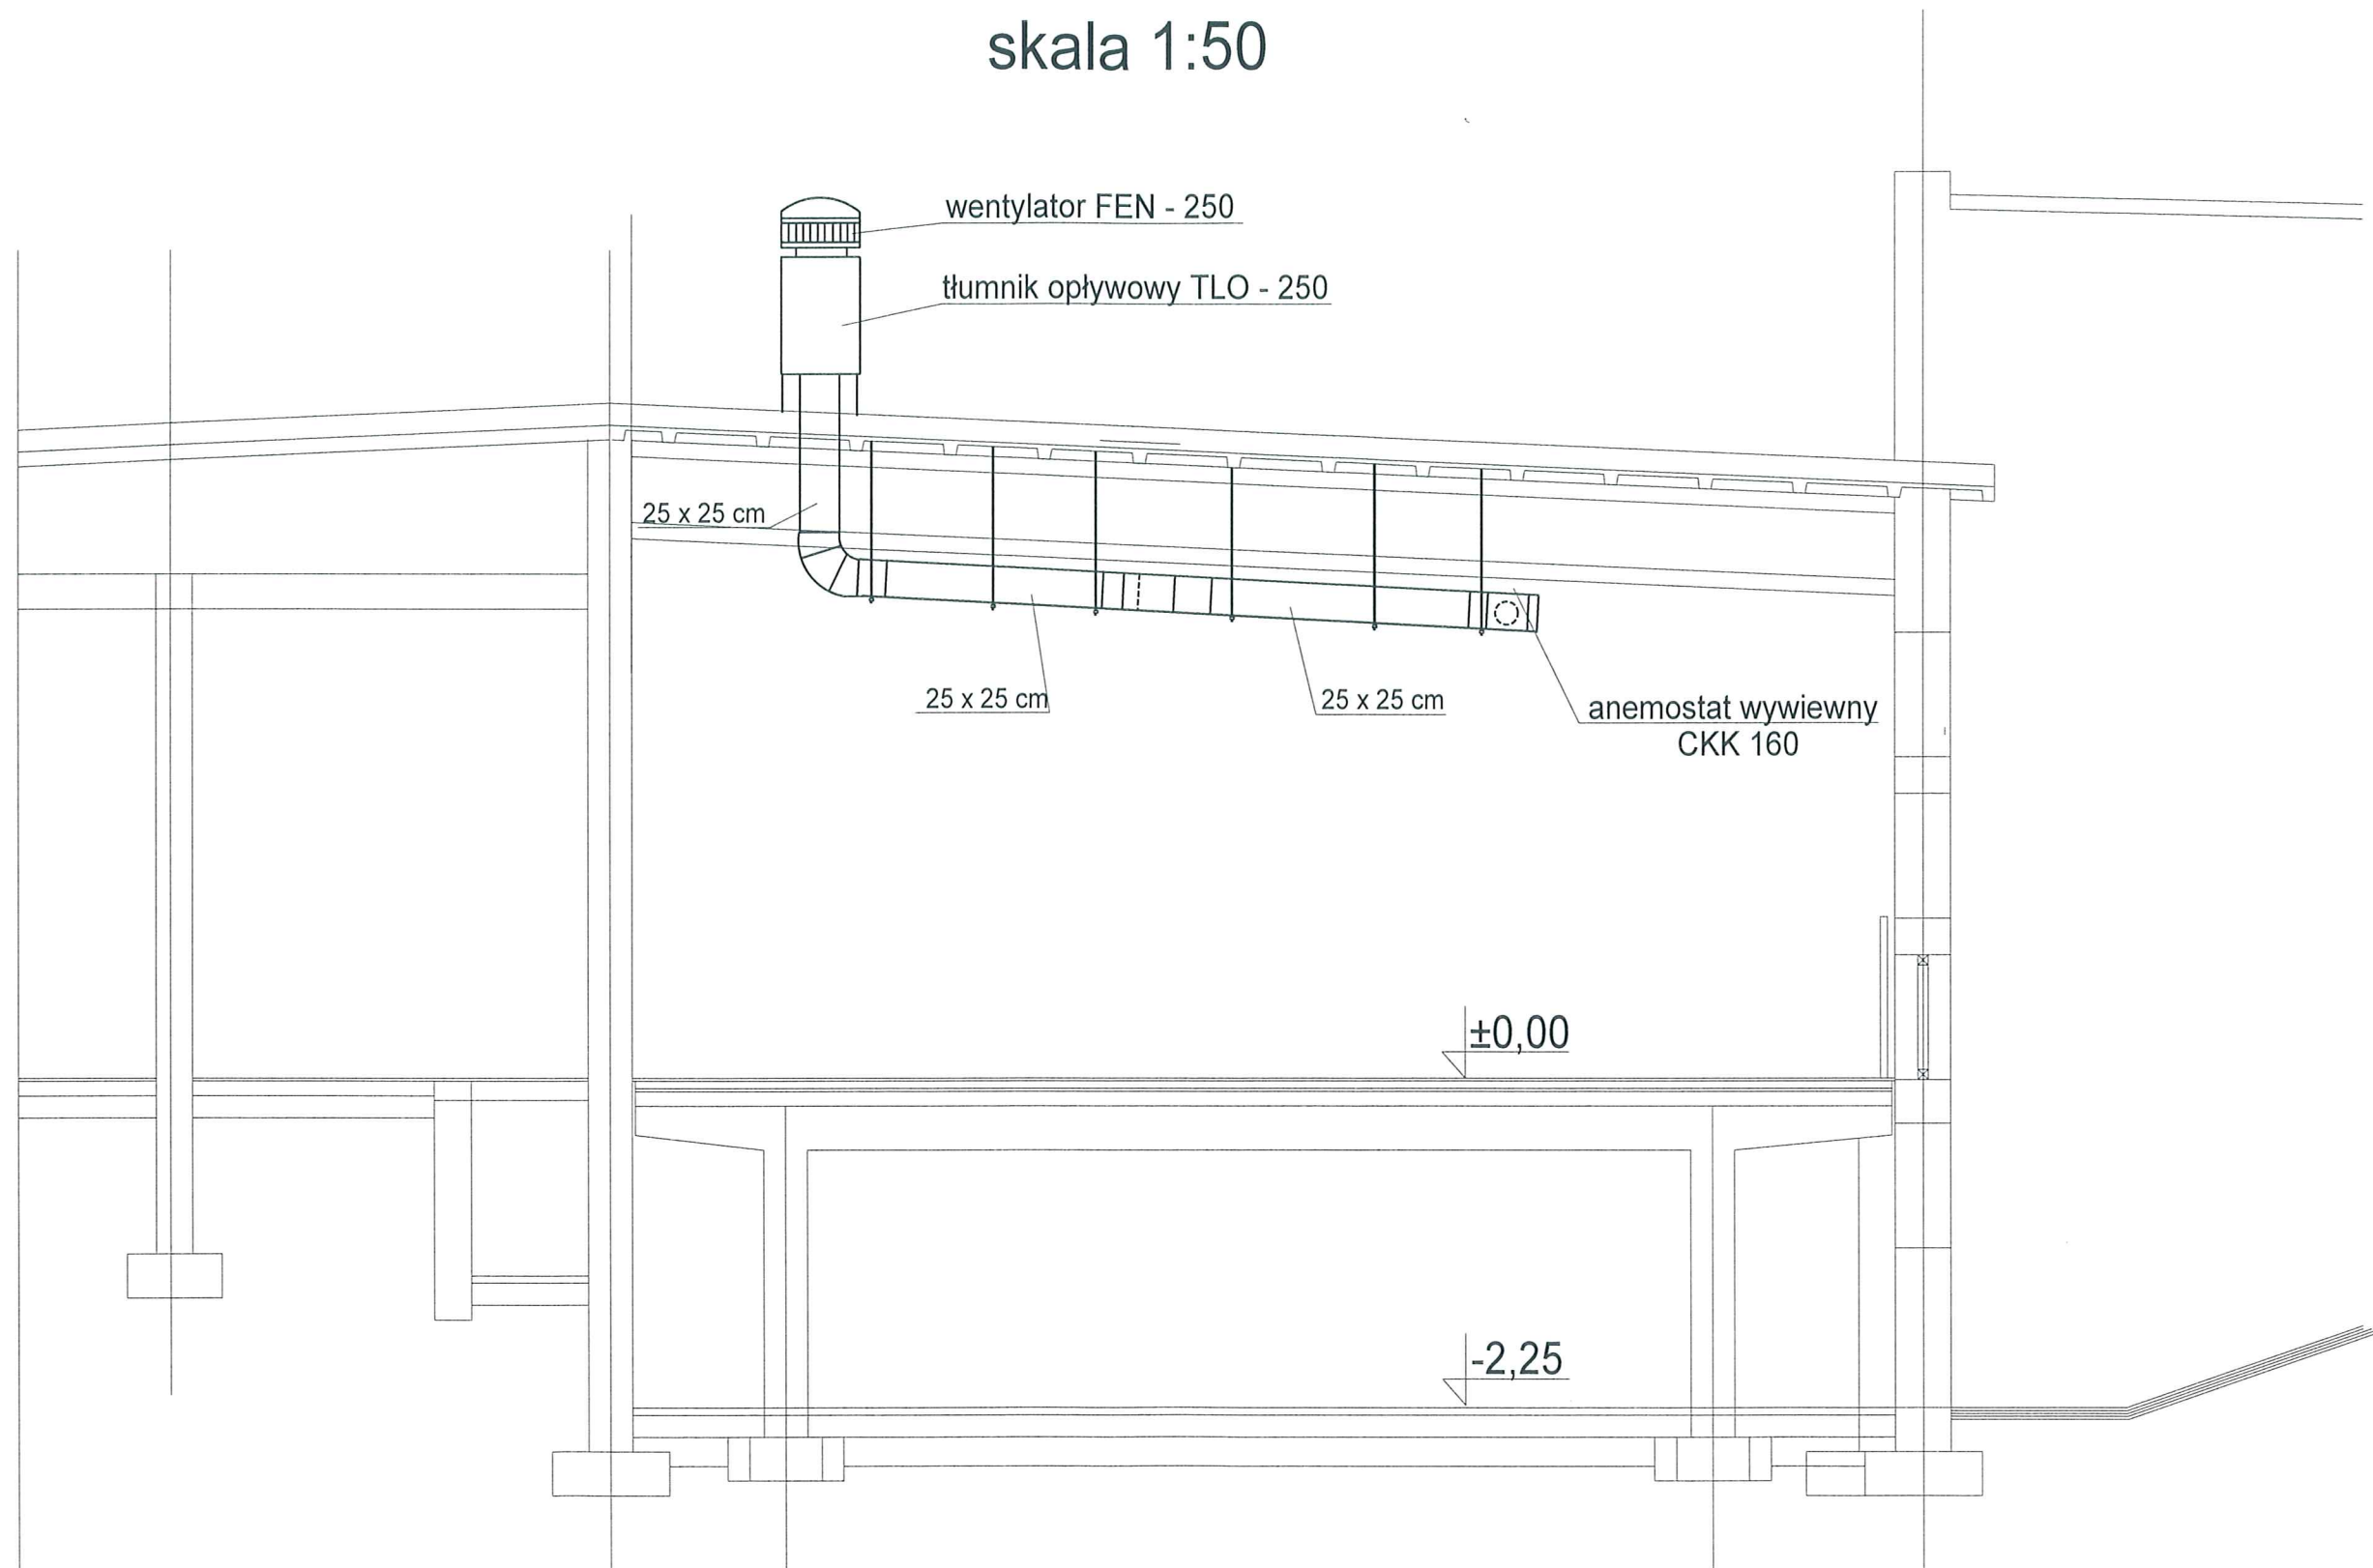 skala 1:50
wentylator FEN - 250
tłumnik opływowy TLO - 250
25 x 25 cm
25 x 25 cm
25 x 25 cm
anemostat wywiewny
CKK 160
±0,00
-2,25